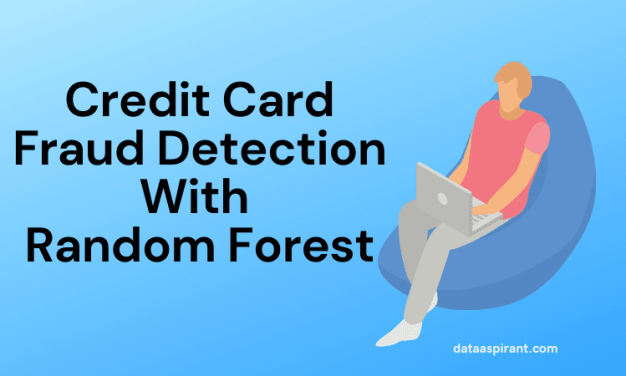 Credit Card
Fraud Detection
With
Random Forest
dataaspirant.com